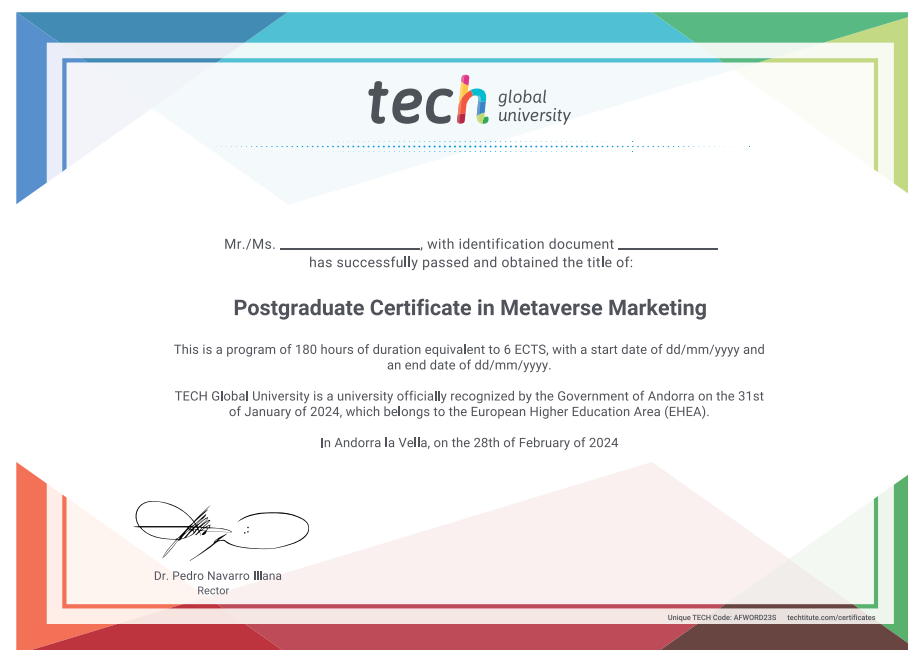 tech global university
Mr./Ms. ____________________, with identification document ______________
has successfully passed and obtained the title of:
Postgraduate Certificate in Metaverse Marketing
This is a program of 180 hours of duration equivalent to 6 ECTS, with a start date of dd/mm/yyyy and
an end date of dd/mm/yyyy.
TECH Global University is a university officially recognized by the Government of Andorra on the 31st
of January of 2024, which belongs to the European Higher Education Area (EHEA).
In Andorra la Vella, on the 28th of February of 2024
Dr. Pedro Navarro Illana
Rector
Unique TECH Code: AFWORD23S techtitute.com/certificates